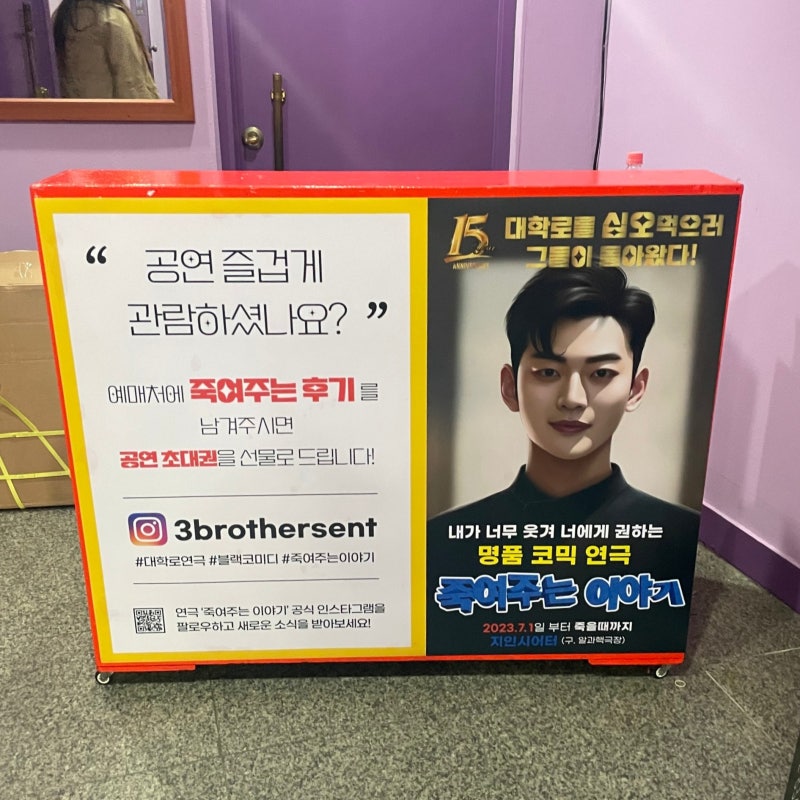 “ 공연 즐겁게
관람하셨나요? ”
예매처에 죽여주는 후기를
남겨주시면
공연 초대권을 선물로 드립니다!
3brothersent
#대학로연극 #블랙코미디 #죽여주는이야기
연극 '죽여주는 이야기' 공식 인스타그램을
팔로우하고 새로운 소식을 받아보세요!
15
ANNIVERSARY
대학로를 십오먹으러
그들이 돌아왔다!
내가 너무 웃겨 너에게 권하는
명품 코믹 연극
죽여주는 이야기
2023.7.1일 부터 죽을때까지
지인시어터 (구. 알과핵극장)